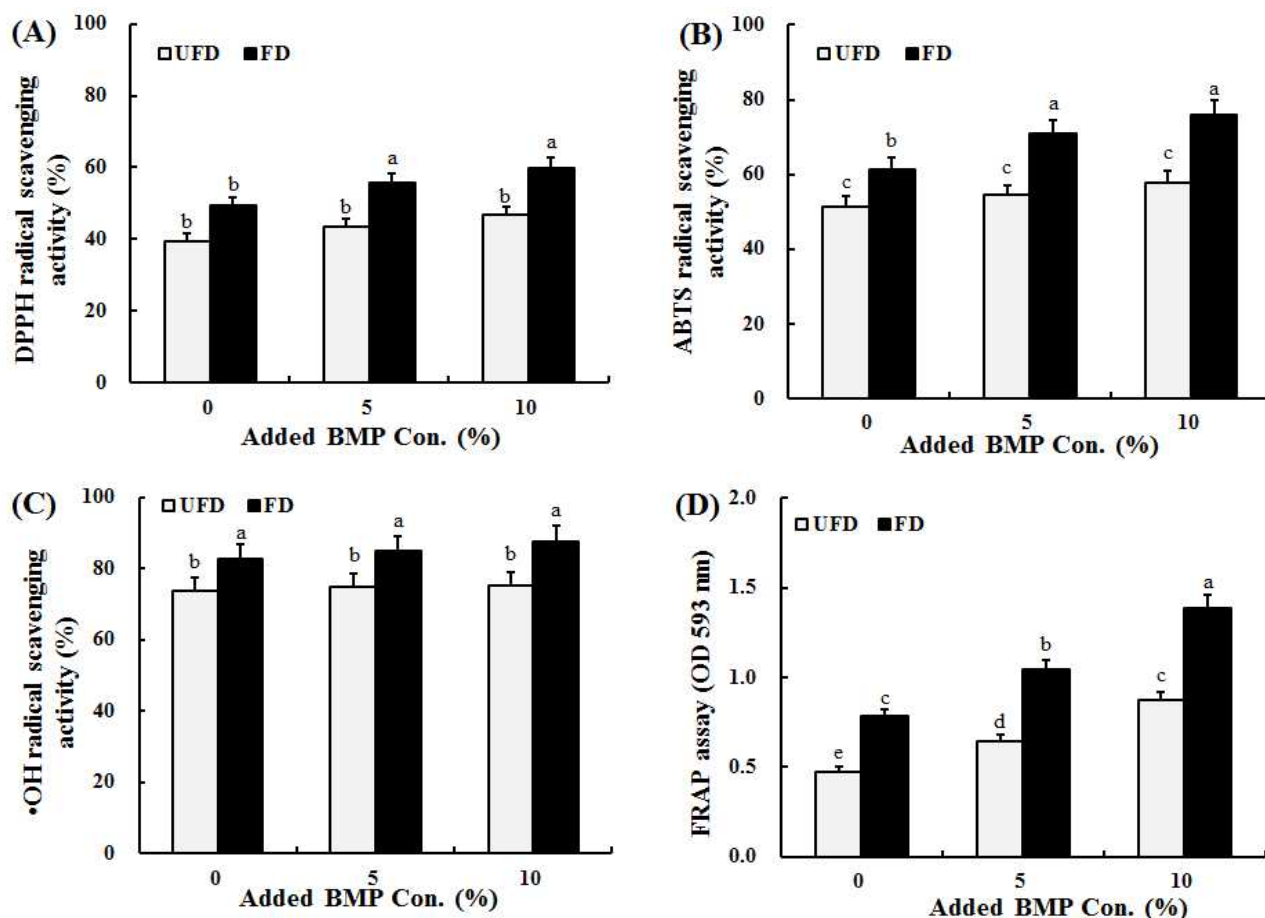 (A)
DPPH radical scavenging
activity (%)
100
80
60
40
20
0
UFD FD
b b b a b a
0 5 10
Added BMP Con. (%)
(B)
ABTS radical scavenging
activity (%)
100
80
60
40
20
0
UFD FD
c b c a c a
0 5 10
Added BMP Con. (%)
(C)
•OH radical scavenging
activity (%)
100
80
60
40
20
0
UFD FD
b a b a b a
0 5 10
Added BMP Con. (%)
(D)
FRAP assay (OD 593 nm)
2.0
1.5
1.0
0.5
0.0
UFD FD
e c d b c a
0 5 10
Added BMP Con. (%)